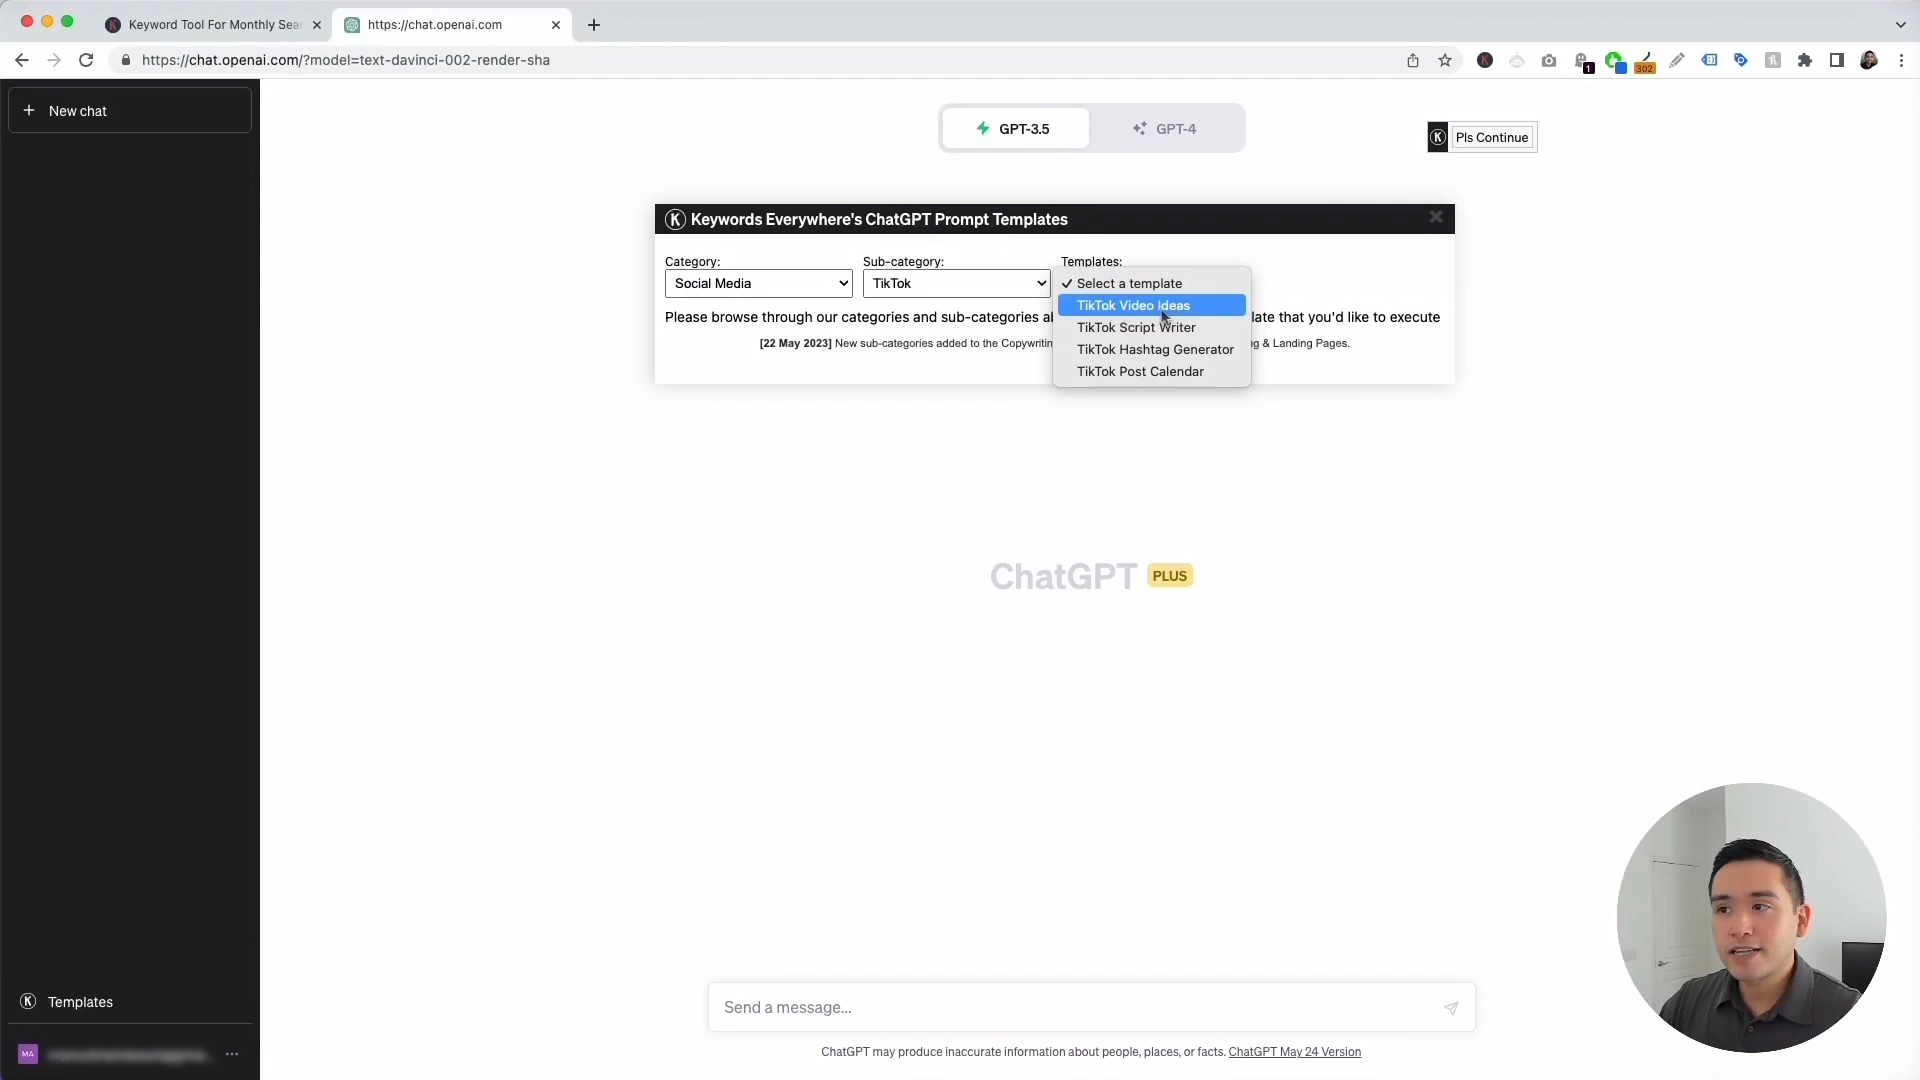 Keyword Tool For Monthly Sear
https://chat.openai.com
https://chat.openai.com/?model=text-davinci-002-render-sha
1
302
New chat
GPT-3.5
GPT-4
K Pls Continue
K Keywords Everywhere's ChatGPT Prompt Templates
Category:
Sub-category:
Templates:
Social Media
TikTok
✓ Select a template
TikTok Video Ideas
TikTok Script Writer
TikTok Hashtag Generator
TikTok Post Calendar
Please browse through our categories and sub-categories ab
late that you'd like to execute
[22 May 2023] New sub-categories added to the Copywritin
g & Landing Pages.
ChatGPT PLUS
K Templates
MA
Send a message...
ChatGPT may produce inaccurate information about people, places, or facts. ChatGPT May 24 Version